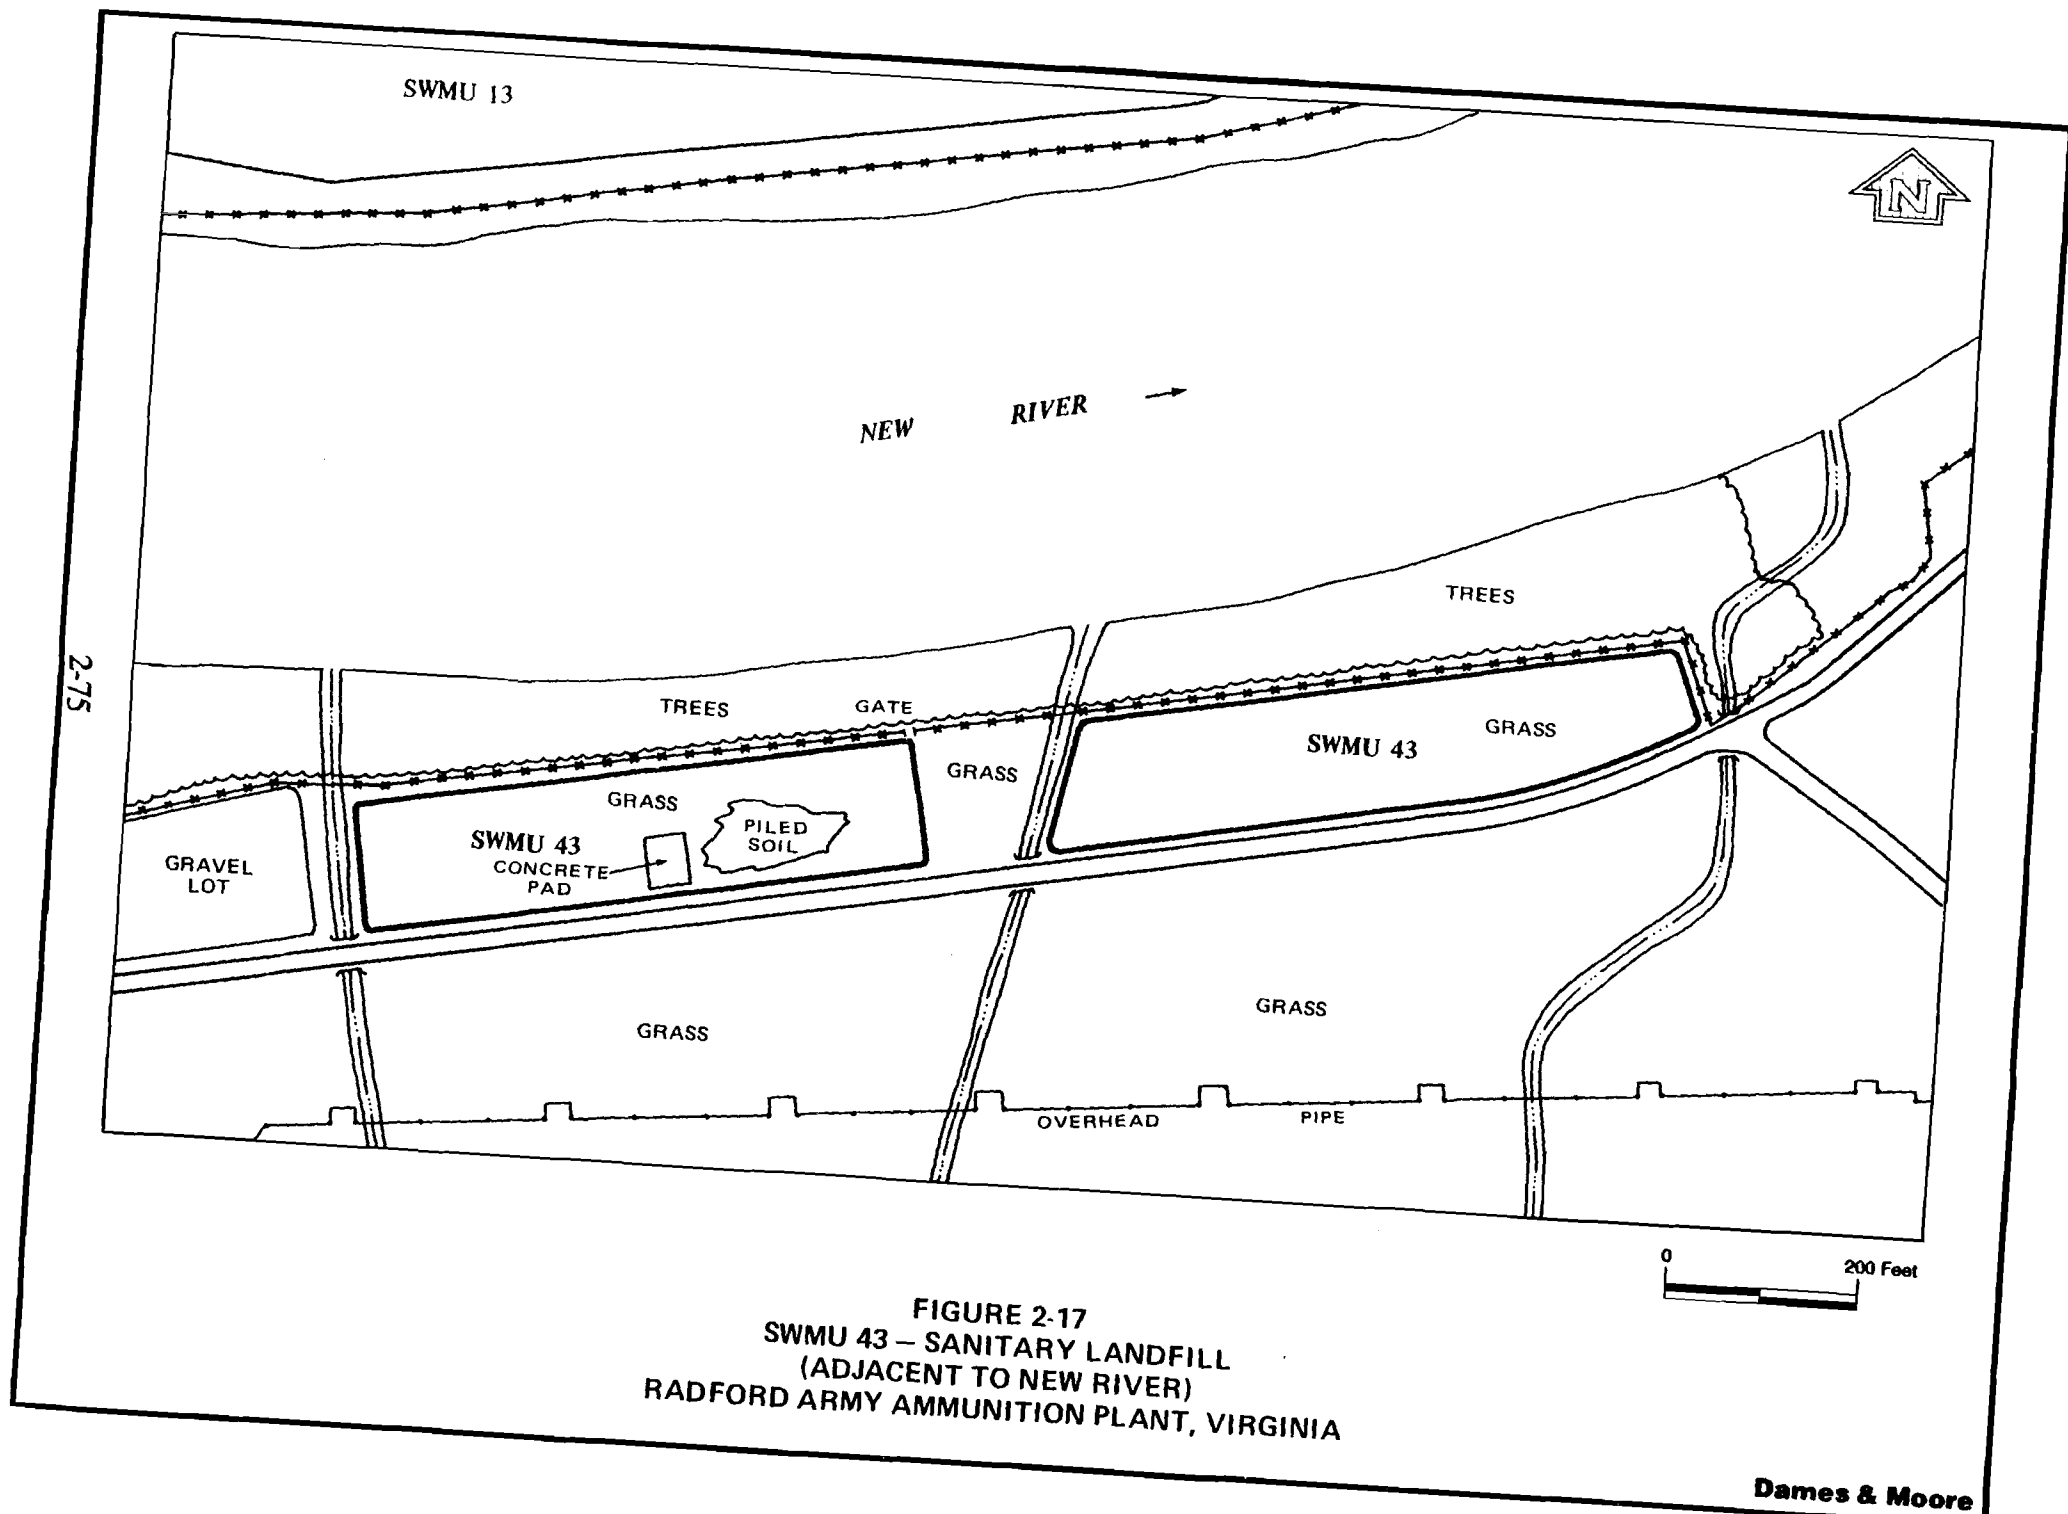 SWMU 13
N
NEW RIVER
2-75
TREES
TREES
GATE
GRASS
SWMU 43
GRASS
GRASS
SWMU 43
PILED
SOIL
CONCRETE
PAD
GRAVEL
LOT
GRASS
GRASS
OVERHEAD PIPE
0 200 Feet
FIGURE 2-17
SWMU 43 – SANITARY LANDFILL
(ADJACENT TO NEW RIVER)
RADFORD ARMY AMMUNITION PLANT, VIRGINIA
Dames & Moore